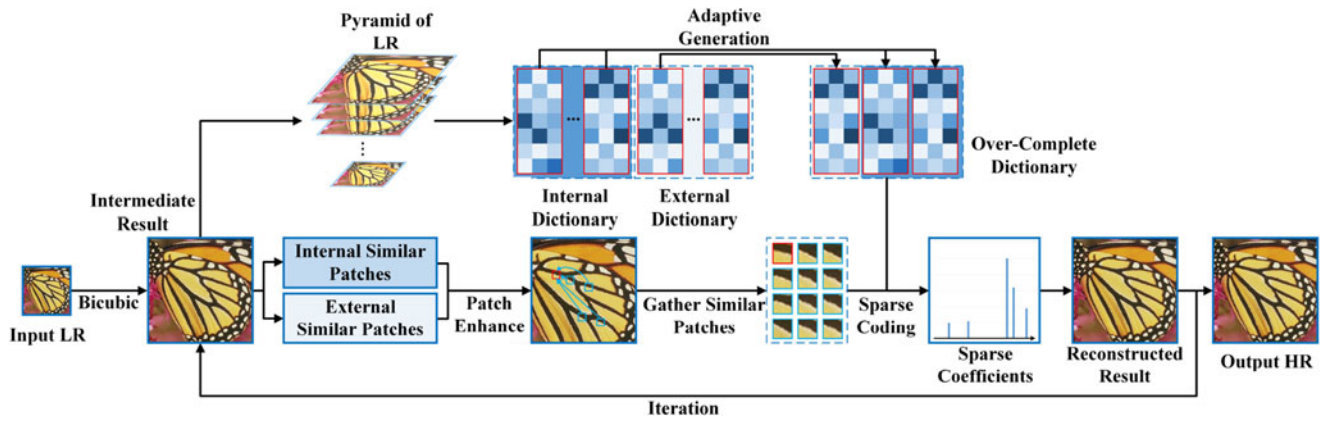 Pyramid of
LR
Adaptive
Generation
...
...
Over-Complete
Dictionary
Internal
Dictionary
External
Dictionary
Intermediate
Result
Input LR
Bicubic
Internal Similar
Patches
External
Similar Patches
Patch
Enhance
Gather Similar
Patches
Sparse
Coding
Sparse
Coefficients
Reconstructed
Result
Output HR
Iteration